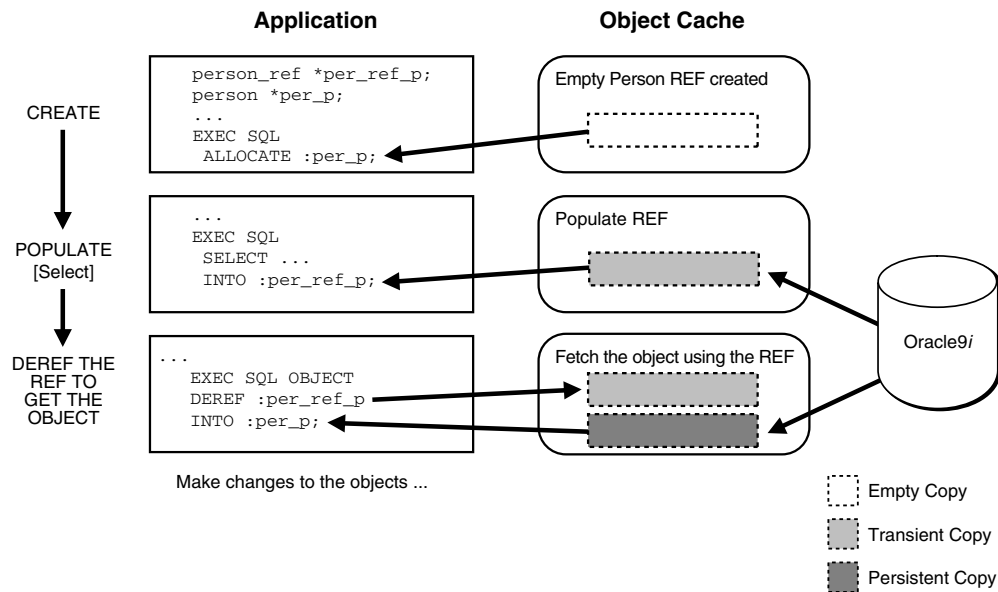 Application
Object Cache
CREATE
person_ref *per_ref_p;
person *per_p;
...
EXEC SQL
ALLOCATE :per_p;
Empty Person REF created
POPULATE
[Select]
...
EXEC SQL
SELECT ...
INTO :per_ref_p;
Populate REF
Oracle9i
DEREF THE
REF TO
GET THE
OBJECT
...
EXEC SQL OBJECT
DEREF :per_ref_p
INTO :per_p;
Fetch the object using the REF
Make changes to the objects ...
Empty Copy
Transient Copy
Persistent Copy